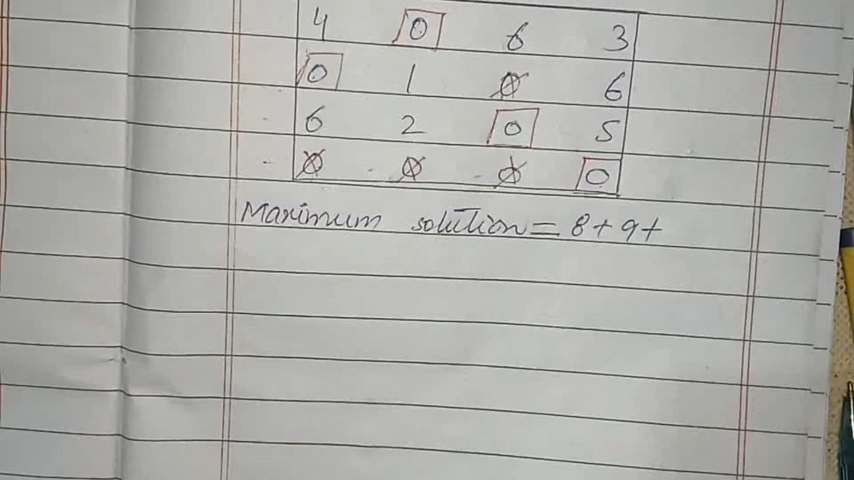 4 0 6 3
0 1 0 6
6 2 0 5
0 0 0 0
Maximum solution = 8+9+